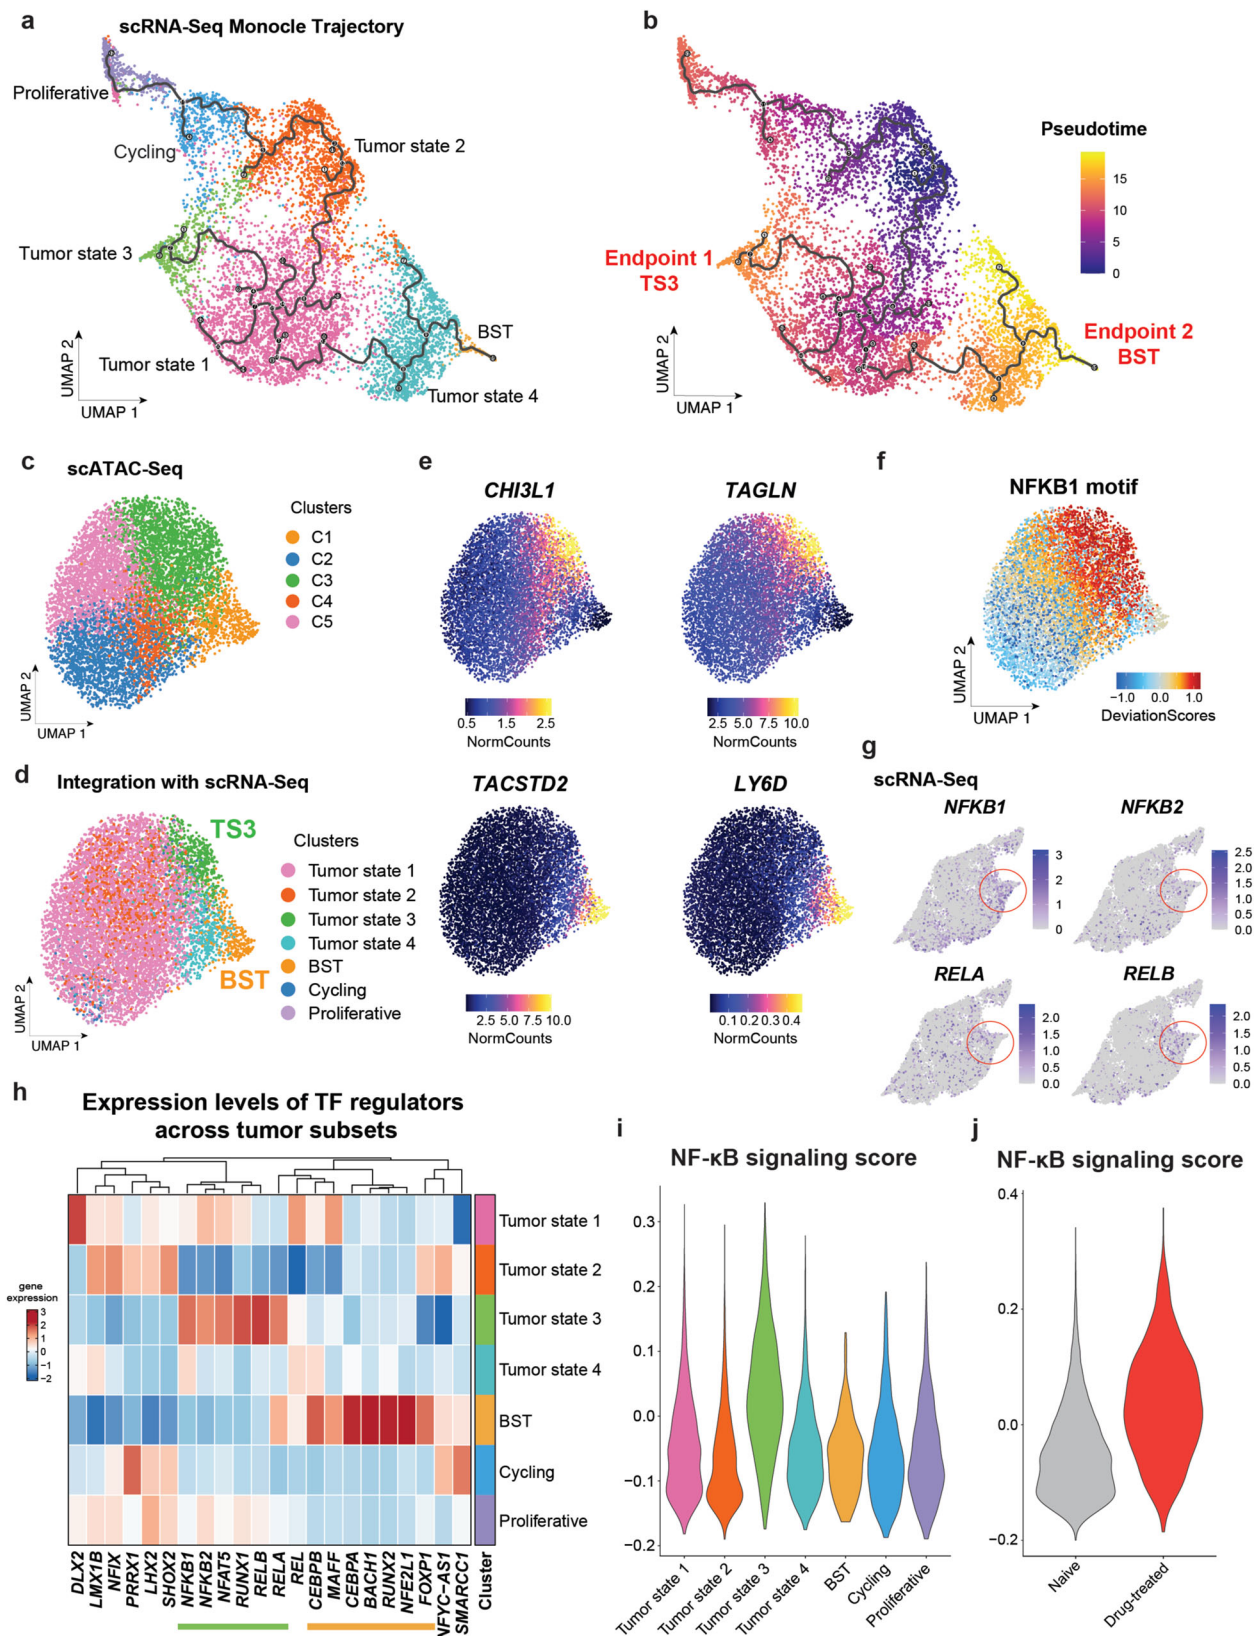 a
scRNA-Seq Monocle Trajectory
Proliferative
Cycling
Tumor state 2
Tumor state 3
Tumor state 1
BST
Tumor state 4
UMAP 2
UMAP 1
b
Pseudotime
15
10
5
0
Endpoint 1
TS3
Endpoint 2
BST
UMAP 2
UMAP 1
c
scATAC-Seq
Clusters
C1
C2
C3
C4
C5
UMAP 2
UMAP 1
d
Integration with scRNA-Seq
TS3
BST
Clusters
Tumor state 1
Tumor state 2
Tumor state 3
Tumor state 4
BST
Cycling
Proliferative
UMAP 2
UMAP 1
e
CHI3L1
0.5 1.5 2.5
NormCounts
TAGLN
2.5 5.0 7.5 10.0
NormCounts
TACSTD2
2.5 5.0 7.5 10.0
NormCounts
LY6D
0.1 0.2 0.3 0.4
NormCounts
f
NFKB1 motif
UMAP 2
UMAP 1
−1.0 0.0 1.0
DeviationScores
g
scRNA-Seq
NFKB1
3
2
1
0
NFKB2
2.5
2.0
1.5
1.0
0.5
0.0
RELA
2.0
1.5
1.0
0.5
0.0
RELB
2.0
1.5
1.0
0.5
0.0
h
Expression levels of TF regulators
across tumor subsets
gene
expression
3
2
1
0
−1
−2
Tumor state 1
Tumor state 2
Tumor state 3
Tumor state 4
BST
Cycling
Proliferative
DLX2
LMX1B
NFIX
PRRX1
LHX2
SHOX2
NFKB1
NFKB2
NFAT5
RUNX1
RELB
RELA
REL
CEBPB
MAFF
CEBPA
BACH1
RUNX2
NFE2L1
FOXP1
NFYC-AS1
SMARCC1
Cluster
i
NF-κB signaling score
0.3
0.2
0.1
0.0
−0.1
−0.2
Tumor state 1
Tumor state 2
Tumor state 3
Tumor state 4
BST
Cycling
Proliferative
j
NF-κB signaling score
0.4
0.2
0.0
−0.2
Naive
Drug-treated